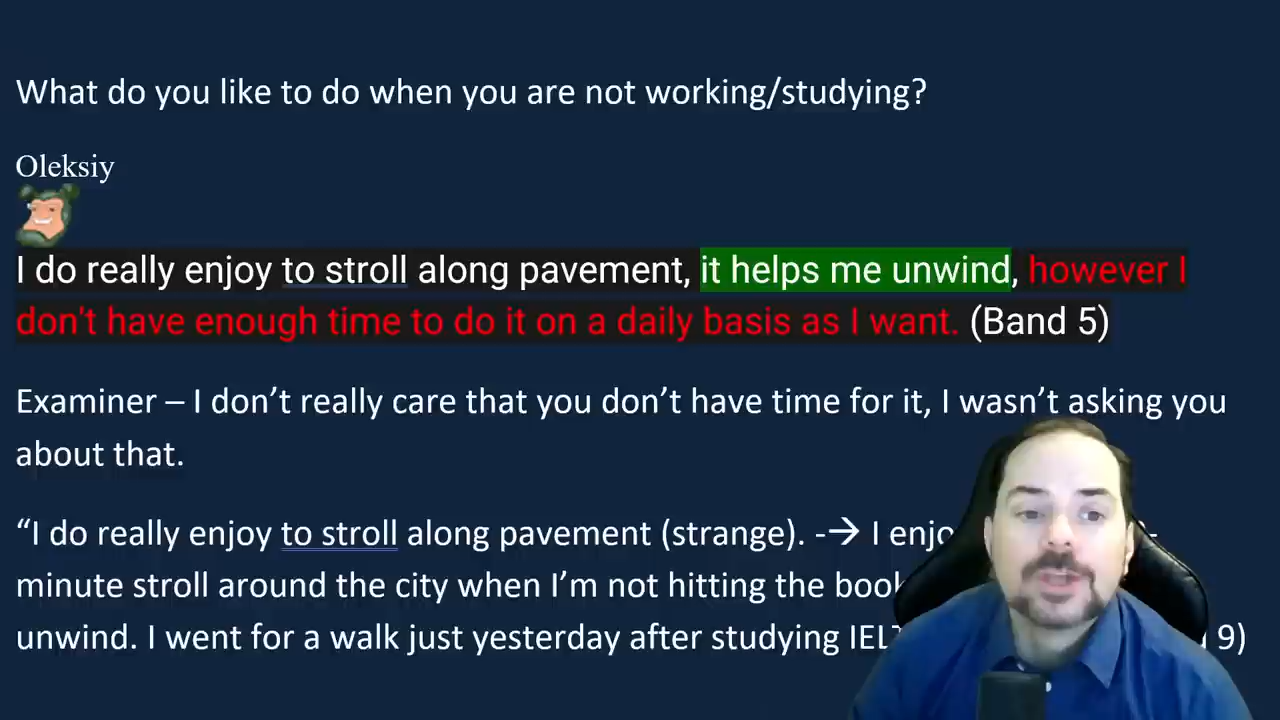 What do you like to do when you are not working/studying?
Oleksiy
I do really enjoy to stroll along pavement, it helps me unwind, however I
don't have enough time to do it on a daily basis as I want. (Band 5)
Examiner – I don’t really care that you don’t have time for it, I wasn’t asking you
about that.
“I do really enjoy to stroll along pavement (strange). -→ I
minute stroll around the city when I’m not hitting the
unwind. I went for a walk just yesterday after studying 9)